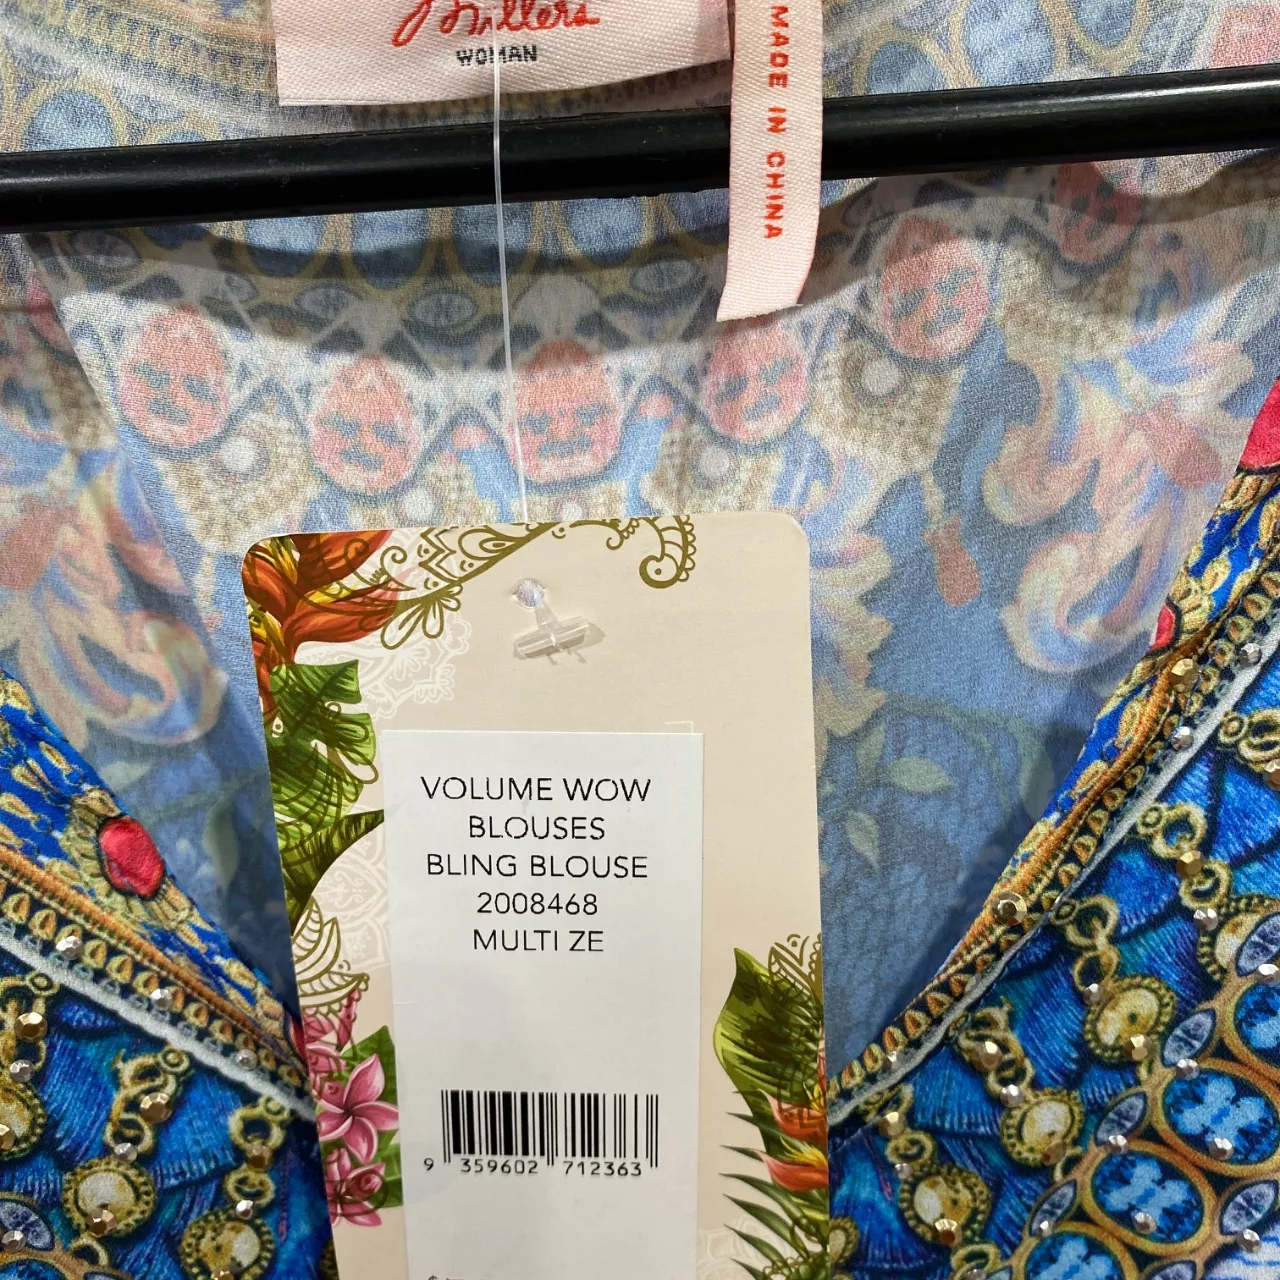 Millers
WOMAN
MADE IN CHINA
VOLUME WOW
BLOUSES
BLING BLOUSE
2008468
MULTI ZE
9 359602 712363